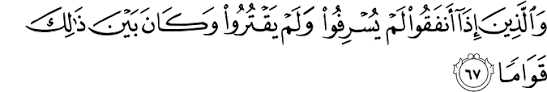 وَٱلَّذِينَ إِذَآ أَنفَقُوا۟ لَمْ يُسْرِفُوا۟ وَلَمْ يَقْتُرُوا۟ وَكَانَ بَيْنَ ذَٰلِكَ
قَوَامًا ٦٧